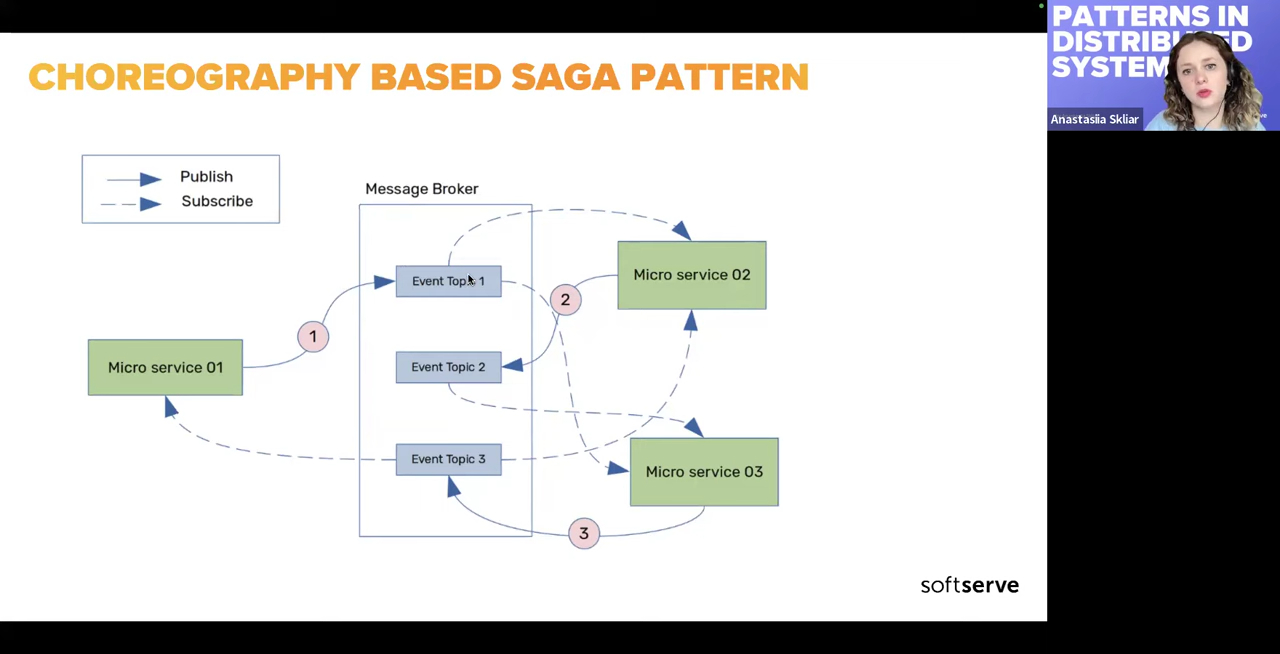 CHOREOGRAPHY BASED SAGA PATTERN
PATTERNS IN
DISTRIBUTED
SYSTEM
Anastasiia Skliar
Publish
Subscribe
Message Broker
Event Topic 1
Micro service 02
2
1
Micro service 01
Event Topic 2
Event Topic 3
Micro service 03
3
softserve